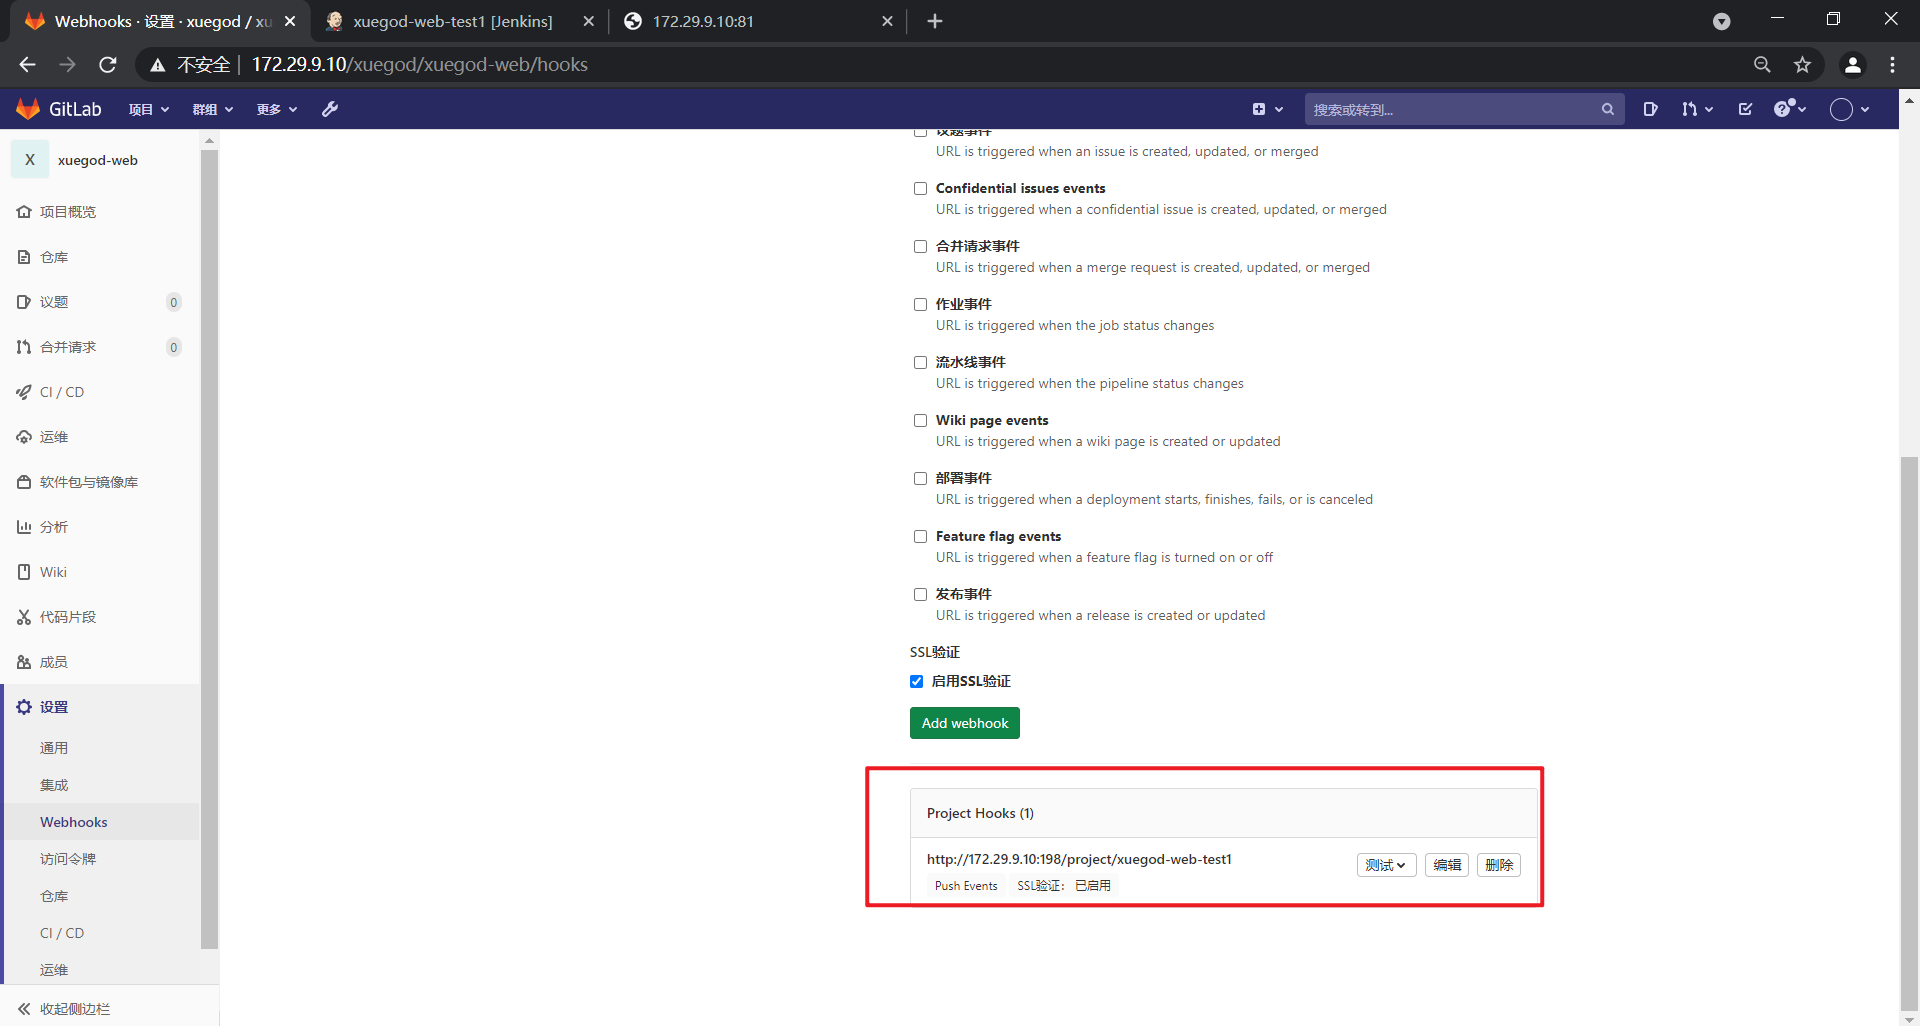 Webhooks · 设置 · xuegod / xu
xuegod-web-test1 [Jenkins]
172.29.9.10:81
不安全
172.29.9.10/xuegod/xuegod-web/hooks
GitLab
项目
群组
更多
搜索或转到...
X
xuegod-web
项目概览
仓库
议题
0
合并请求
0
CI / CD
运维
软件包与镜像库
分析
Wiki
代码片段
成员
设置
通用
集成
Webhooks
访问令牌
仓库
CI / CD
运维
收起侧边栏
议题事件
URL is triggered when an issue is created, updated, or merged
Confidential issues events
URL is triggered when a confidential issue is created, updated, or merged
合并请求事件
URL is triggered when a merge request is created, updated, or merged
作业事件
URL is triggered when the job status changes
流水线事件
URL is triggered when the pipeline status changes
Wiki page events
URL is triggered when a wiki page is created or updated
部署事件
URL is triggered when a deployment starts, finishes, fails, or is canceled
Feature flag events
URL is triggered when a feature flag is turned on or off
发布事件
URL is triggered when a release is created or updated
SSL验证
启用SSL验证
Add webhook
Project Hooks (1)
http://172.29.9.10:198/project/xuegod-web-test1
测试
编辑
删除
Push Events
SSL验证： 已启用